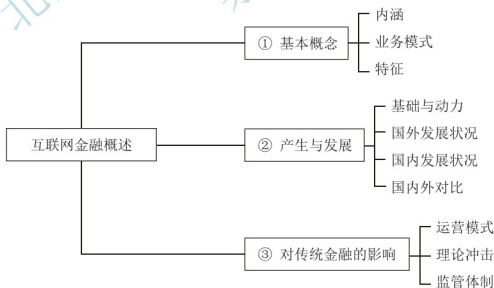 内涵
① 基本概念
业务模式
特征
互联网金融概述
基础与动力
国外发展状况
② 产生与发展
国内发展状况
国内外对比
运营模式
③ 对传统金融的影响
理论冲击
监管体制